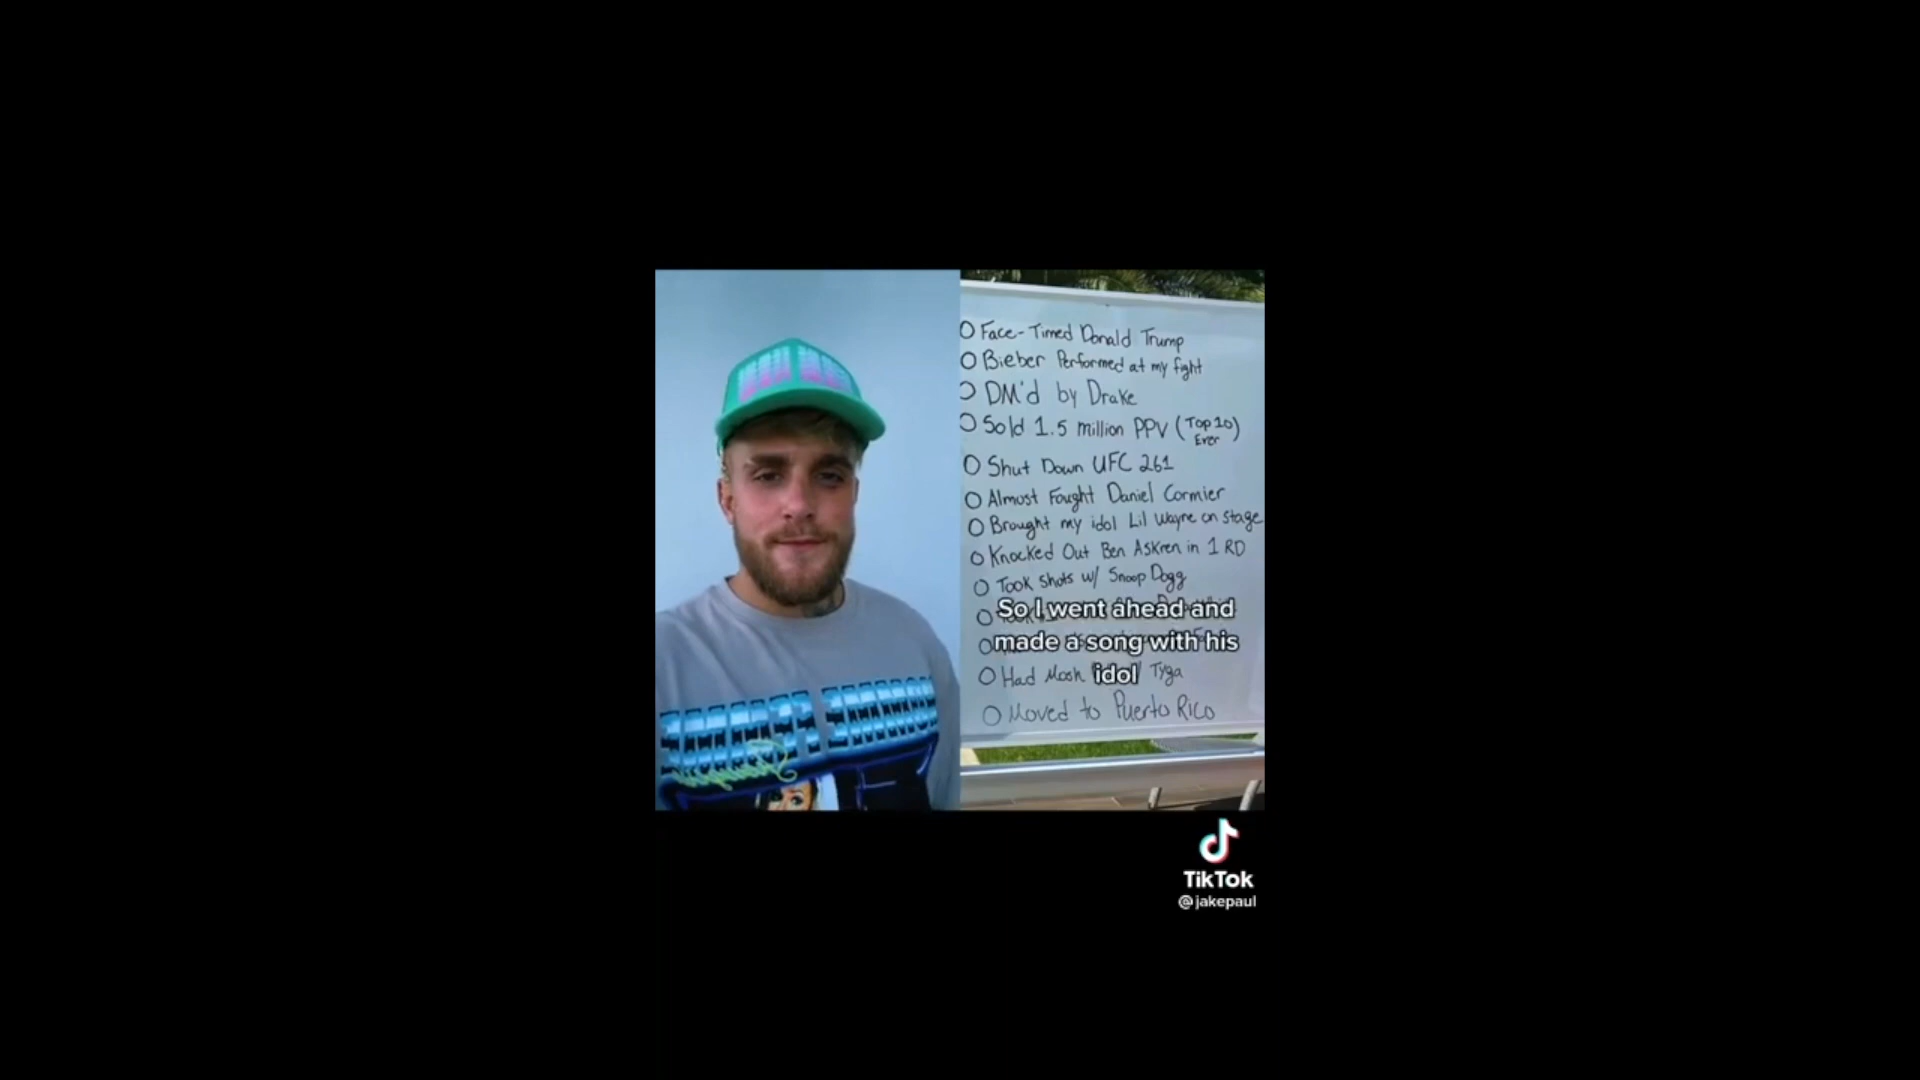 Face-Timed Donald Trump
Bieber Performed at my fight
DM'd by Drake
Sold 1.5 million PPV (Top 10 Ever)
Shut Down UFC 261
Almost Fought Daniel Cormier
Brought my idol Lil Wayne on stage
Knocked Out Ben Askren in 1 RD
Took shots w/ Snoop Dogg
So I went ahead and
made a song with his
idol
Had Mosh Tyga
Moved to Puerto Rico
TikTok
@jakepaul